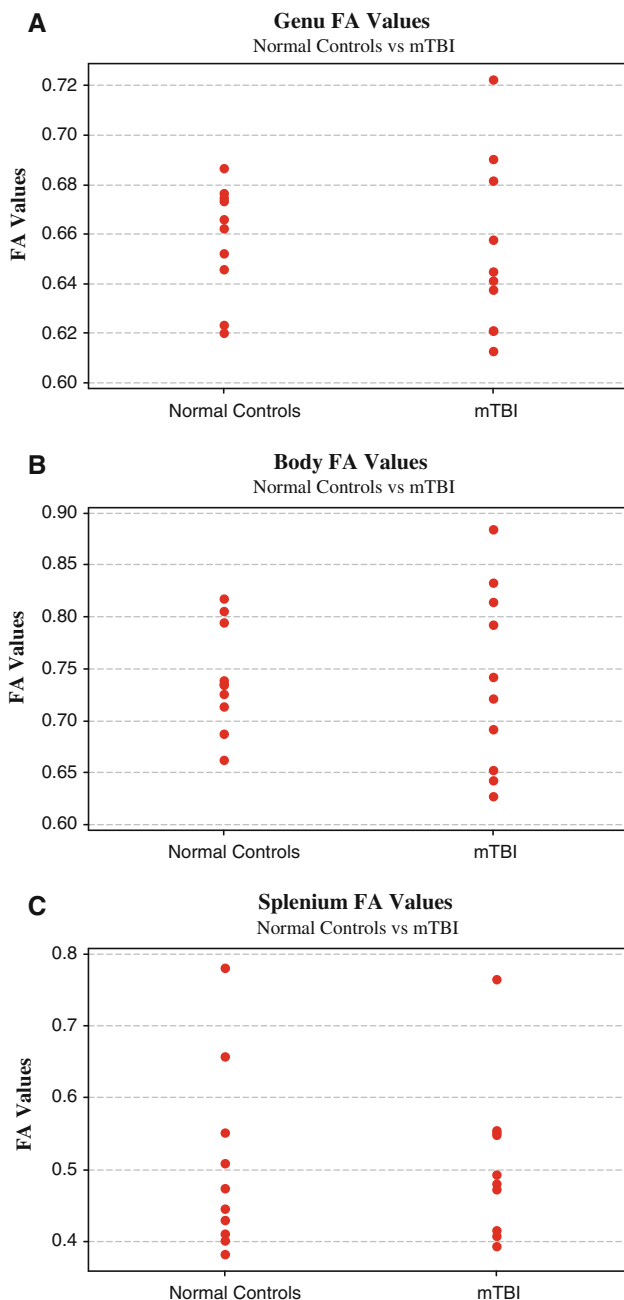 A
Genu FA Values
Normal Controls vs mTBI
0.72
0.70
0.68
0.66
0.64
0.62
0.60
FA Values
Normal Controls
mTBI
B
Body FA Values
Normal Controls vs mTBI
0.90
0.85
0.80
0.75
0.70
0.65
0.60
FA Values
Normal Controls
mTBI
C
Splenium FA Values
Normal Controls vs mTBI
0.8
0.7
0.6
0.5
0.4
FA Values
Normal Controls
mTBI